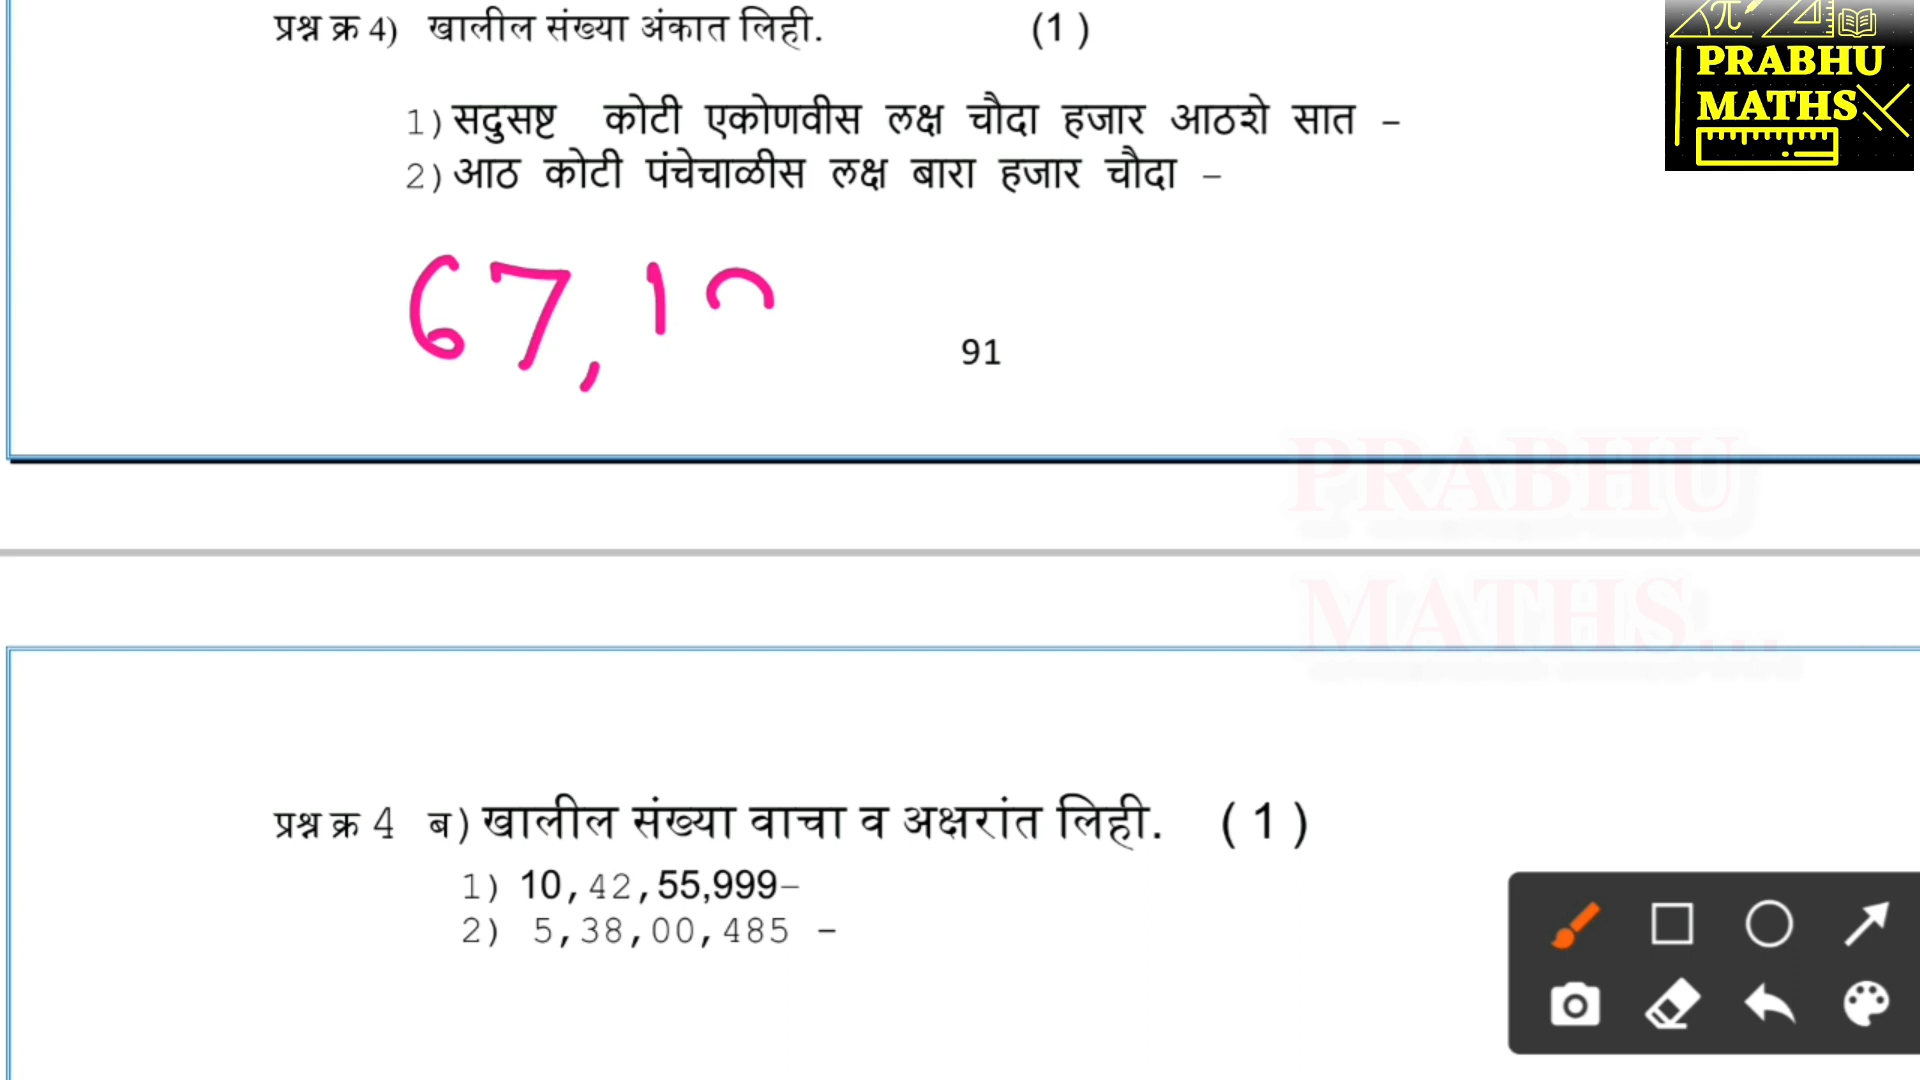 प्रश्न क्र 4) खालील संख्या अंकात लिही. (1 )
PRABHU
MATHS
1) सदुसष्ट कोटी एकोणवीस लक्ष चौदा हजार आठशे सात -
2) आठ कोटी पंचेचाळीस लक्ष बारा हजार चौदा -
67, 1
91
PRABHU
MATHS...
प्रश्न क्र 4 ब) खालील संख्या वाचा व अक्षरांत लिही. ( 1 )
1) 10,42,55,999-
2) 5,38,00,485 -